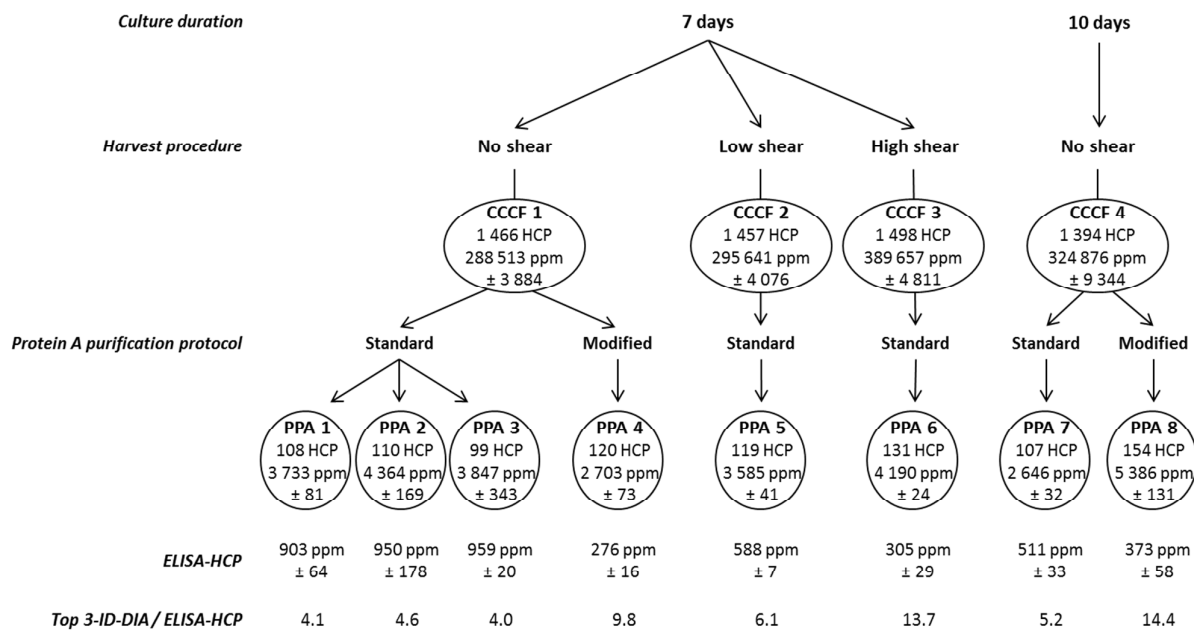 Culture duration 7 days 10 days
Harvest procedure No shear Low shear High shear No shear
CCCF 1 CCCF 2 CCCF 3 CCCF 4
1 466 HCP 1 457 HCP 1 498 HCP 1 394 HCP
288 513 ppm 295 641 ppm 389 657 ppm 324 876 ppm
± 3 884 ± 4 076 ± 4 811 ± 9 344
Protein A purification protocol Standard Modified Standard Standard Standard Modified
PPA 1 PPA 2 PPA 3 PPA 4 PPA 5 PPA 6 PPA 7 PPA 8
108 HCP 110 HCP 99 HCP 120 HCP 119 HCP 131 HCP 107 HCP 154 HCP
3 733 ppm 4 364 ppm 3 847 ppm 2 703 ppm 3 585 ppm 4 190 ppm 2 646 ppm 5 386 ppm
± 81 ± 169 ± 343 ± 73 ± 41 ± 24 ± 32 ± 131
ELISA-HCP 903 ppm 950 ppm 959 ppm 276 ppm 588 ppm 305 ppm 511 ppm 373 ppm
± 64 ± 178 ± 20 ± 16 ± 7 ± 29 ± 33 ± 58
Top 3-ID-DIA / ELISA-HCP 4.1 4.6 4.0 9.8 6.1 13.7 5.2 14.4